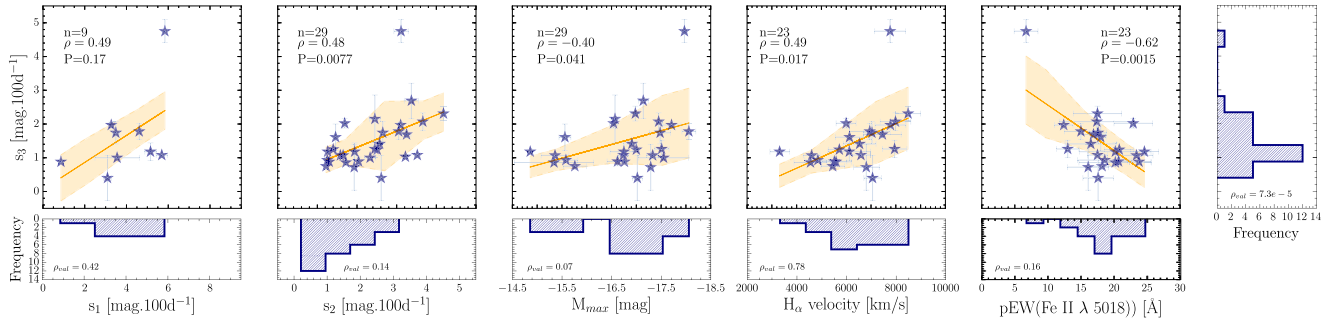 n=9
ρ = 0.49
P=0.17
n=29
ρ = 0.48
P=0.0077
n=29
ρ = −0.40
P=0.041
n=23
ρ = 0.49
P=0.017
n=23
ρ = −0.62
P=0.0015
5
4
3
2
1
0
s₃ [mag.100d⁻¹]
ρval = 7.3e − 5
0 2 4 6 8 10 12 14
Frequency
0
2
4
6
8
10
12
14
Frequency
ρval = 0.42
ρval = 0.14
ρval = 0.07
ρval = 0.78
ρval = 0.16
0 2 4 6 8
0 1 2 3 4 5
−14.5 −15.5 −16.5 −17.5 −18.5
2000 4000 6000 8000 10000
0 5 10 15 20 25 30
s₁ [mag.100d⁻¹]
s₂ [mag.100d⁻¹]
Mmax [mag]
Hα velocity [km/s]
pEW(Fe II λ 5018)) [Å]